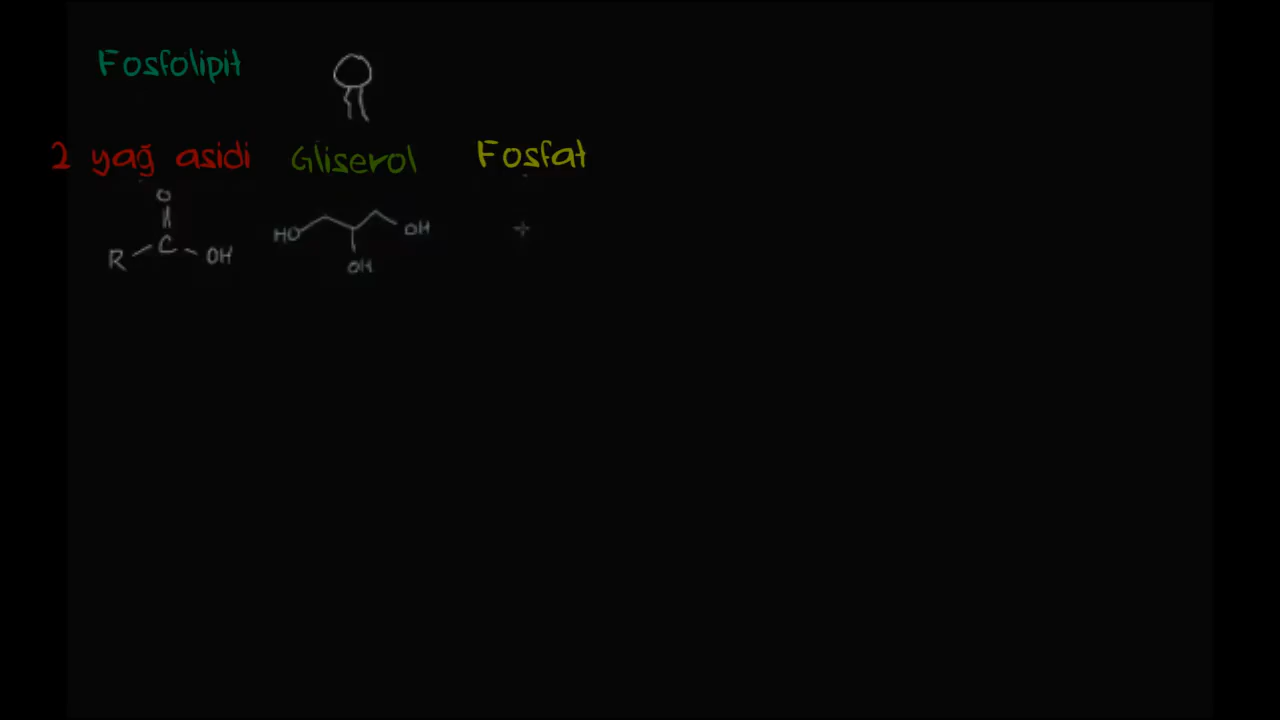 Fosfolipit
2 yağ asidi Gliserol Fosfat
O
R C OH
HO OH
OH